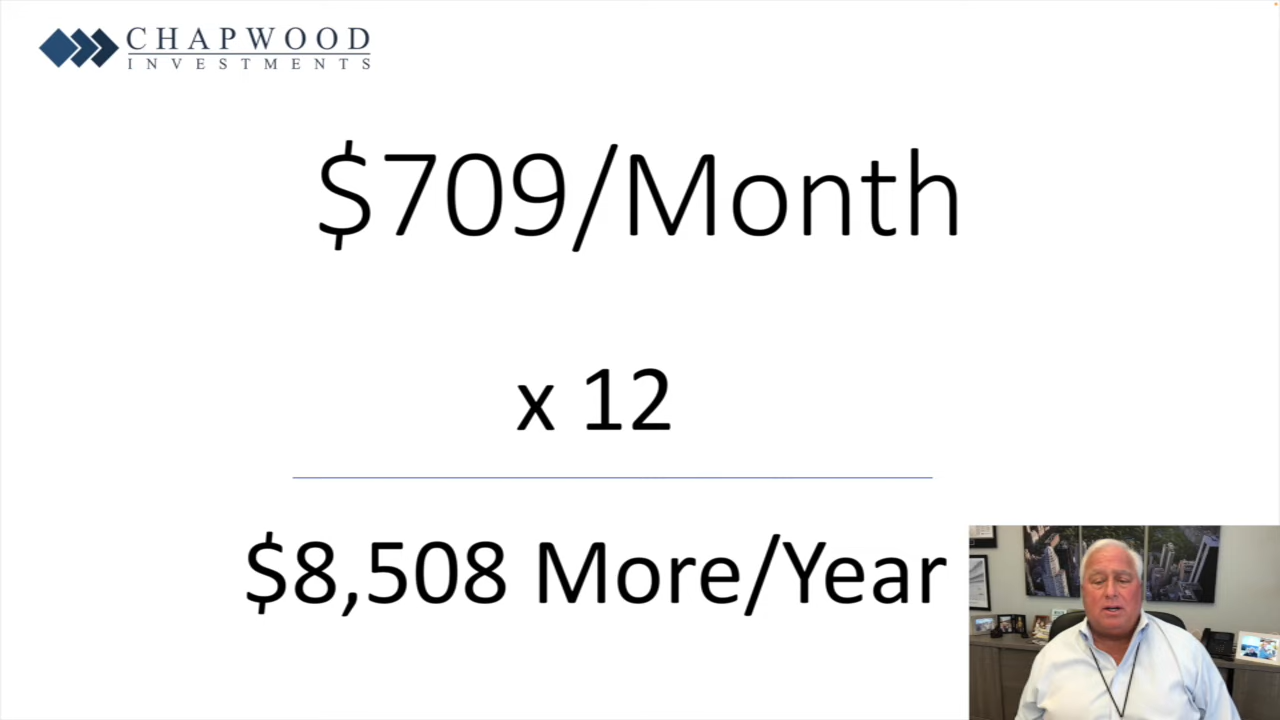 CHAPWOOD
INVESTMENTS
$709/Month
x 12
$8,508 More/Year